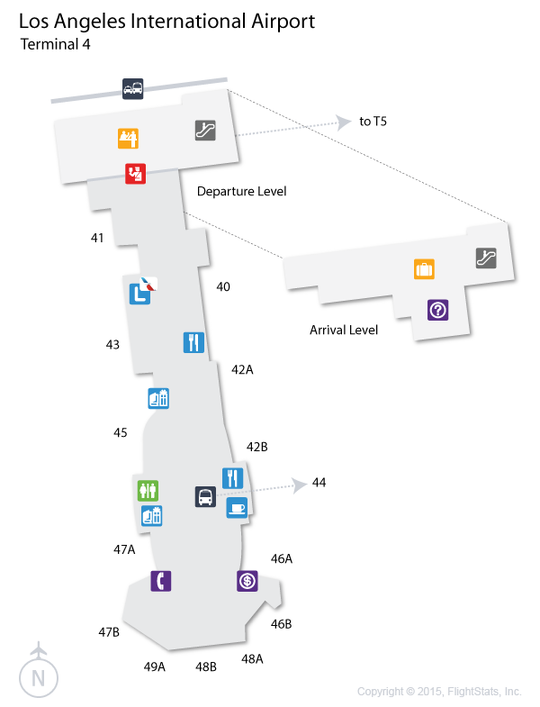 Los Angeles International Airport
Terminal 4
to T5
Departure Level
41
40
Arrival Level
43
42A
45
42B
44
47A
46A
46B
47B
48A
49A
48B
N
L
?
$
Copyright © 2015, FlightStats, Inc.